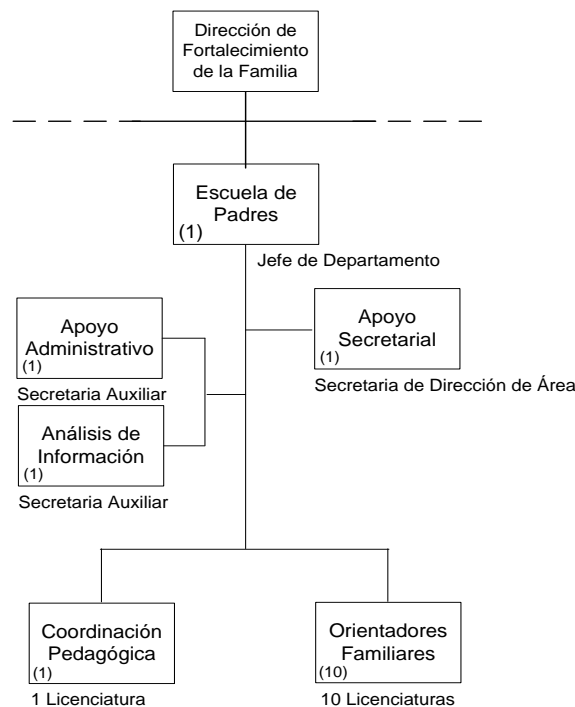 Dirección de
Fortalecimiento
de la Familia
Escuela de
Padres
(1)
Jefe de Departamento
Apoyo
Administrativo
(1)
Secretaria Auxiliar
Apoyo
Secretarial
(1)
Secretaria de Dirección de Área
Análisis de
Información
(1)
Secretaria Auxiliar
Coordinación
Pedagógica
(1)
1 Licenciatura
Orientadores
Familiares
(10)
10 Licenciaturas